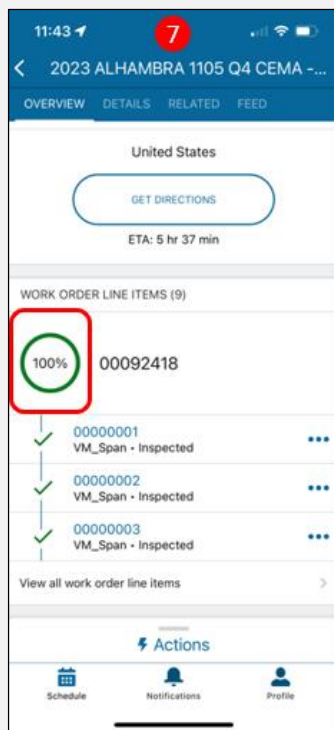 11:43
7
2023 ALHAMBRA 1105 Q4 CEMA -...
OVERVIEW DETAILS RELATED FEED
United States
GET DIRECTIONS
ETA: 5 hr 37 min
WORK ORDER LINE ITEMS (9)
100% 00092418
00000001
VM_Span • Inspected
00000002
VM_Span • Inspected
00000003
VM_Span • Inspected
View all work order line items
Actions
Schedule Notifications Profile